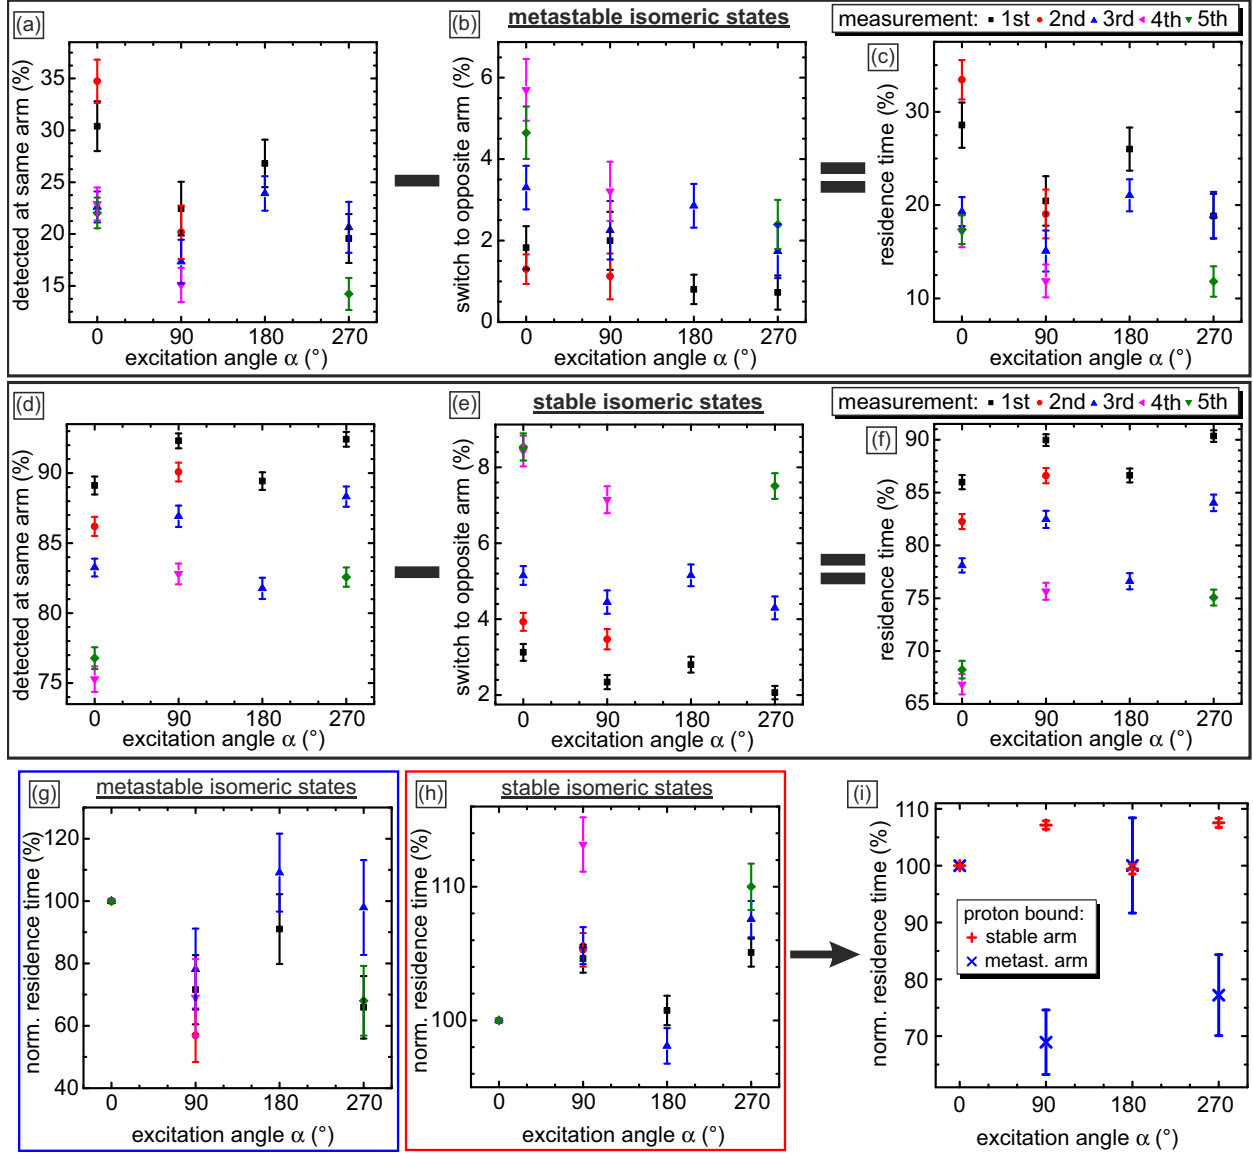 (a)
(b)
metastable isomeric states
measurement: 1st 2nd 3rd 4th 5th
(c)
detected at same arm (%)
35
30
25
20
15
0 90 180 270
excitation angle α (°)
switch to opposite arm (%)
6
4
2
0
0 90 180 270
excitation angle α (°)
residence time (%)
30
20
10
0 90 180 270
excitation angle α (°)
(d)
(e)
stable isomeric states
measurement: 1st 2nd 3rd 4th 5th
(f)
detected at same arm (%)
90
85
80
75
0 90 180 270
excitation angle α (°)
switch to opposite arm (%)
8
6
4
2
0 90 180 270
excitation angle α (°)
residence time (%)
90
85
80
75
70
65
0 90 180 270
excitation angle α (°)
(g)
metastable isomeric states
norm. residence time (%)
120
100
80
60
40
0 90 180 270
excitation angle α (°)
(h)
stable isomeric states
norm. residence time (%)
110
100
0 90 180 270
excitation angle α (°)
(i)
norm. residence time (%)
110
100
90
80
70
proton bound:
stable arm
metast. arm
0 90 180 270
excitation angle α (°)